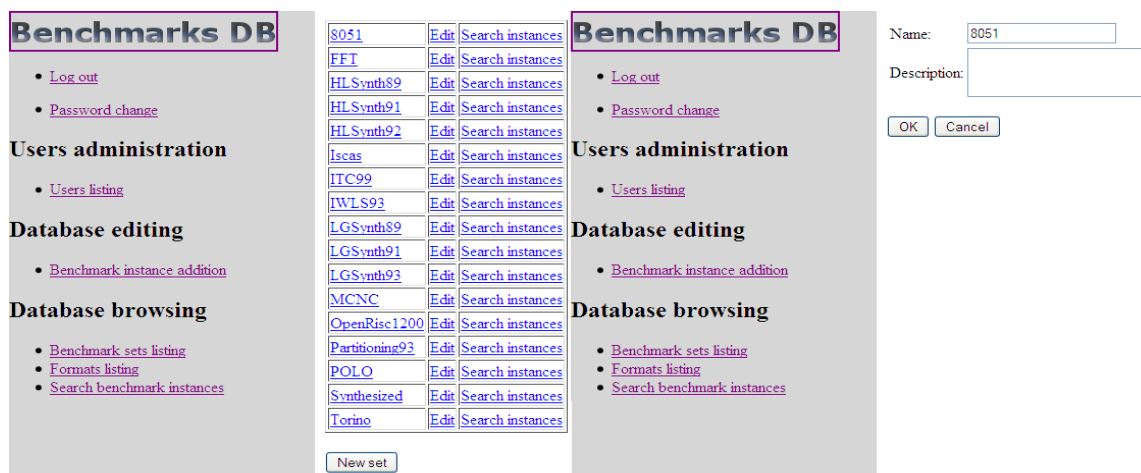 Benchmarks DB
Log out
Password change
Users administration
Users listing
Database editing
Benchmark instance addition
Database browsing
Benchmark sets listing
Formats listing
Search benchmark instances
8051 Edit Search instances
FFT Edit Search instances
HLSynth89 Edit Search instances
HLSynth91 Edit Search instances
HLSynth92 Edit Search instances
Iscas Edit Search instances
ITC99 Edit Search instances
IWLS93 Edit Search instances
LGSynth89 Edit Search instances
LGSynth91 Edit Search instances
LGSynth93 Edit Search instances
MCNC Edit Search instances
OpenRisc1200 Edit Search instances
Partitioning93 Edit Search instances
POLO Edit Search instances
Synthesized Edit Search instances
Torino Edit Search instances
New set
Benchmarks DB
Log out
Password change
Users administration
Users listing
Database editing
Benchmark instance addition
Database browsing
Benchmark sets listing
Formats listing
Search benchmark instances
Name: 8051
Description:
OK Cancel